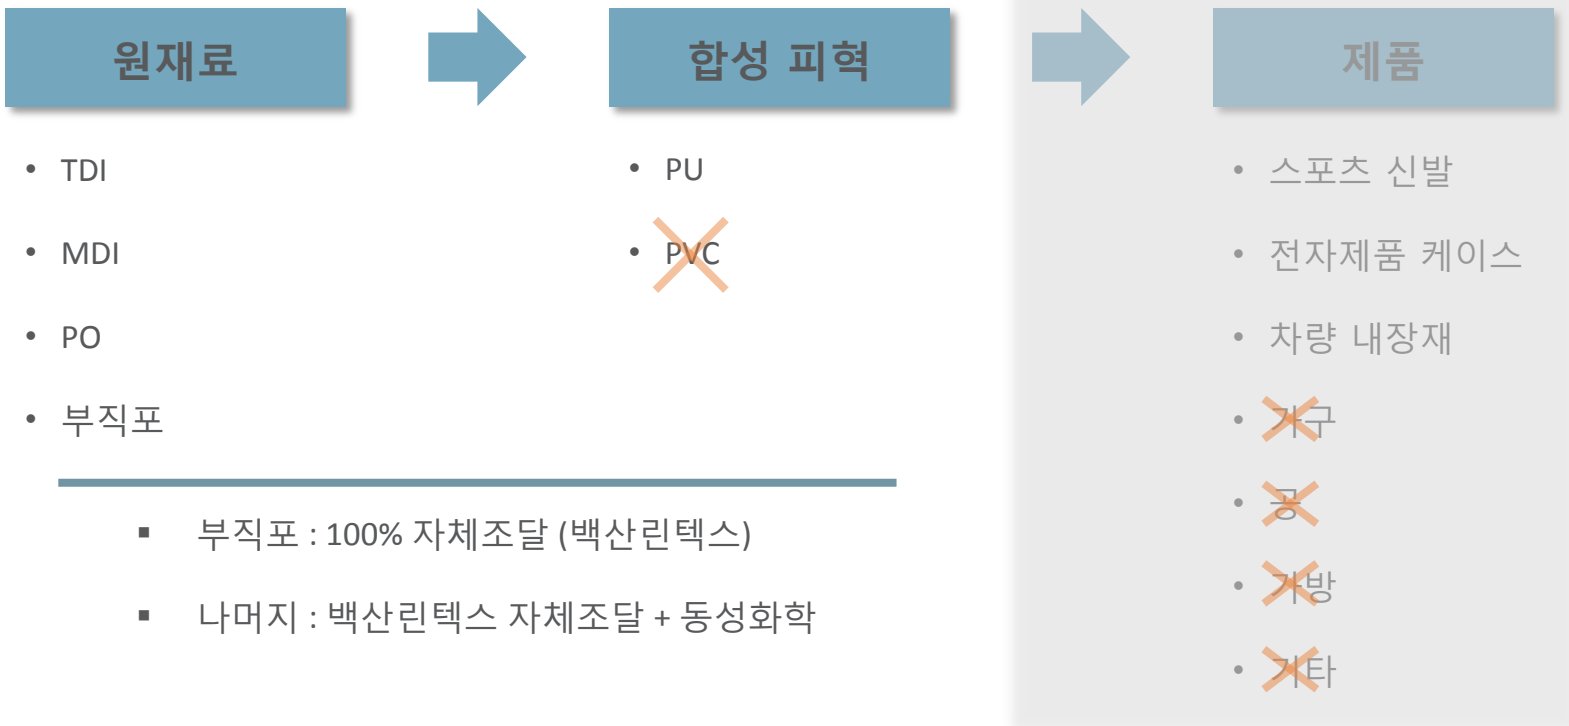 원재료
합성 피혁
제품
• TDI
• MDI
• PO
• 부직포
• PU
• PVC
▪ 부직포 : 100% 자체조달 (백산린텍스)
▪ 나머지 : 백산린텍스 자체조달 + 동성화학
• 스포츠 신발
• 전자제품 케이스
• 차량 내장재
• 가구
• 공
• 가방
• 기타